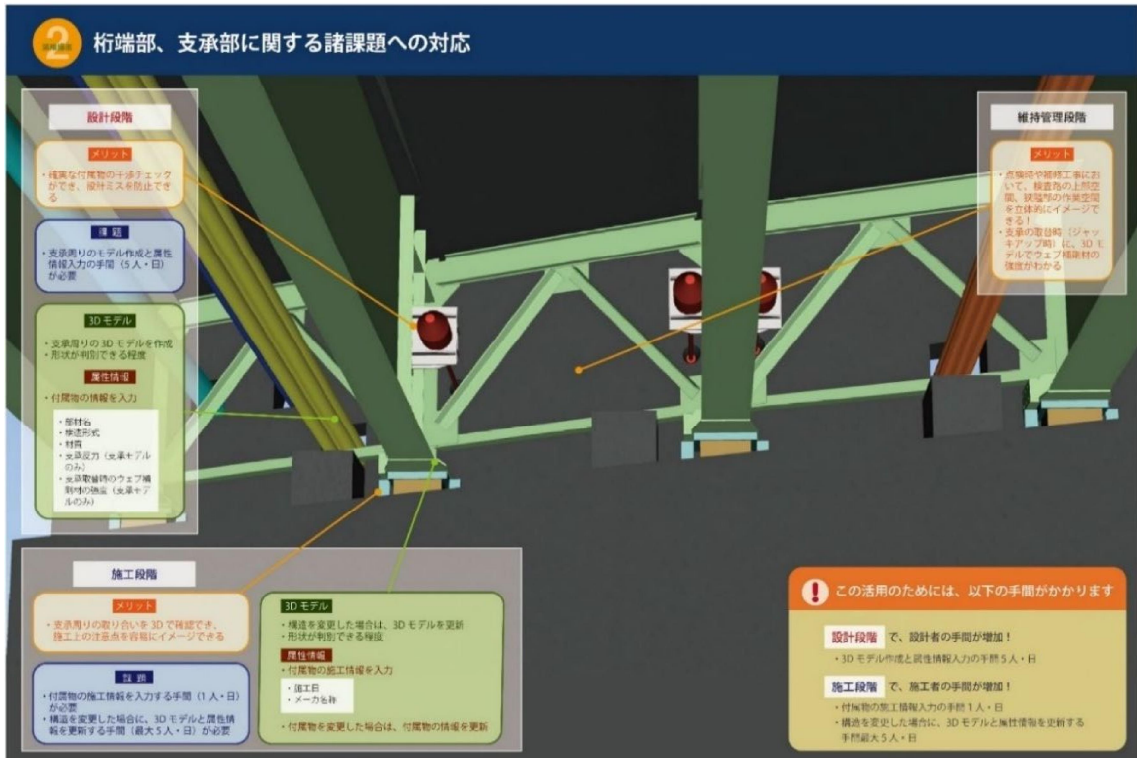 2
桁端部、支承部に関する諸課題への対応
設計段階
メリット
・確実な付属物の干渉チェック
ができ、設計ミスを防止でき
る
課 題
・支承周りのモデル作成と属性
情報入力の手間（5人・日）
が必要
3Dモデル
・支承周りの3Dモデルを作成
・形状が判別できる程度
属性情報
・付属物の情報を入力
・部材名
・構造形式
・材質
・支承反力（支承モデル
のみ）
・支承取替時のウェブ補
剛材の強度（支承モデ
ルのみ）
維持管理段階
メリット
・点検時や補修工事にお
いて、検査路の上部空
間、狭隘部の作業空間
を立体的にイメージで
きる！
・支承の取替時（ジャッ
キアップ時）に、3Dモ
デルでウェブ補剛材の
強度がわかる
施工段階
メリット
・支承周りの取り合いを3Dで確認でき、
施工上の注意点を容易にイメージできる
課 題
・付属物の施工情報を入力する手間（1人・日）
が必要
・構造を変更した場合に、3Dモデルと属性情
報を更新する手間（最大5人・日）が必要
3Dモデル
・構造を変更した場合は、3Dモデルを更新
・形状が判別できる程度
属性情報
・付属物の施工情報を入力
・施工日
・メーカ名称
・付属物を変更した場合は、付属物の情報を更新
! この活用のためには、以下の手間がかかります
設計段階 で、設計者の手間が増加！
・3Dモデル作成と属性情報入力の手間5人・日
施工段階 で、施工者の手間が増加！
・付属物の施工情報入力の手間1人・日
・構造を変更した場合に、3Dモデルと属性情報を更新する
手間最大5人・日